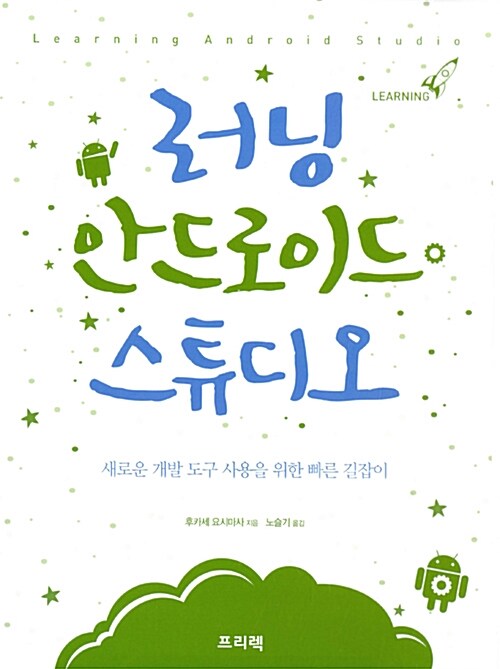 Learning Android Studio
LEARNING
러닝
안드로이드
스튜디오
새로운 개발 도구 사용을 위한 빠른 길잡이
후카세 요시마사 지음 노슬기 옮김
프리렉